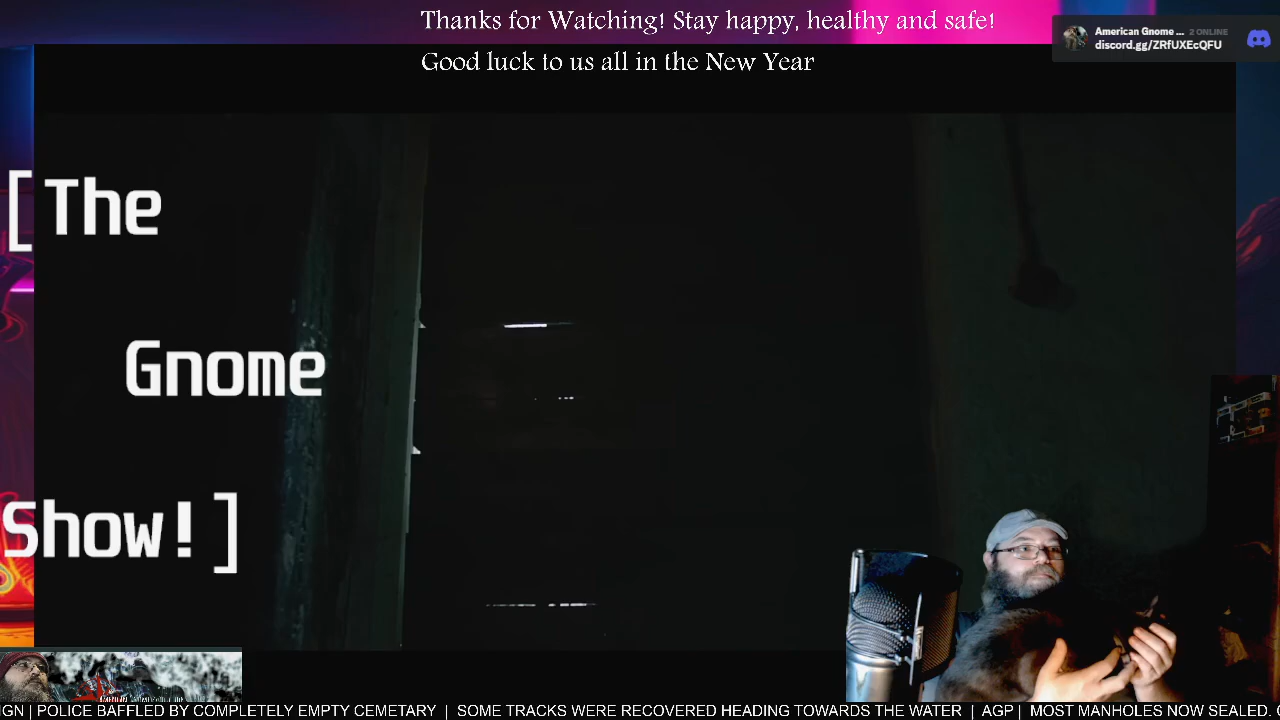 Thanks for Watching! Stay happy, healthy and safe!
Good luck to us all in the New Year
American Gnome ... 2 ONLINE
discord.gg/ZRfUXEcQFU
[The
Gnome
Show!]
GN | POLICE BAFFLED BY COMPLETELY EMPTY CEMETARY | SOME TRACKS WERE RECOVERED HEADING TOWARDS THE WATER | AGP | MOST MANHOLES NOW SEALED.